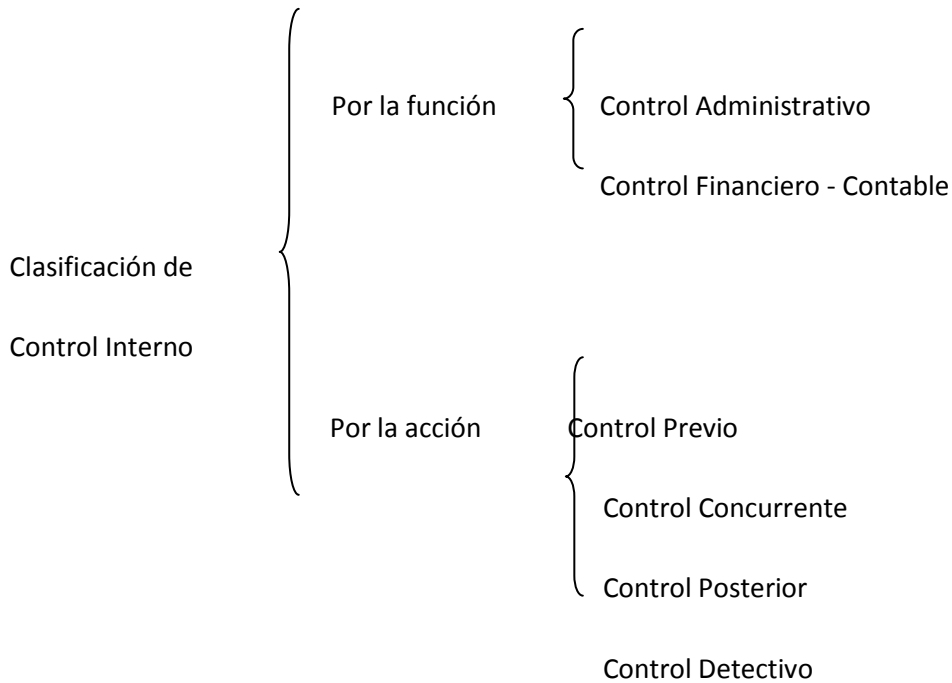 Por la función
Control Administrativo
Control Financiero - Contable
Clasificación de
Control Interno
Por la acción
Control Previo
Control Concurrente
Control Posterior
Control Detectivo